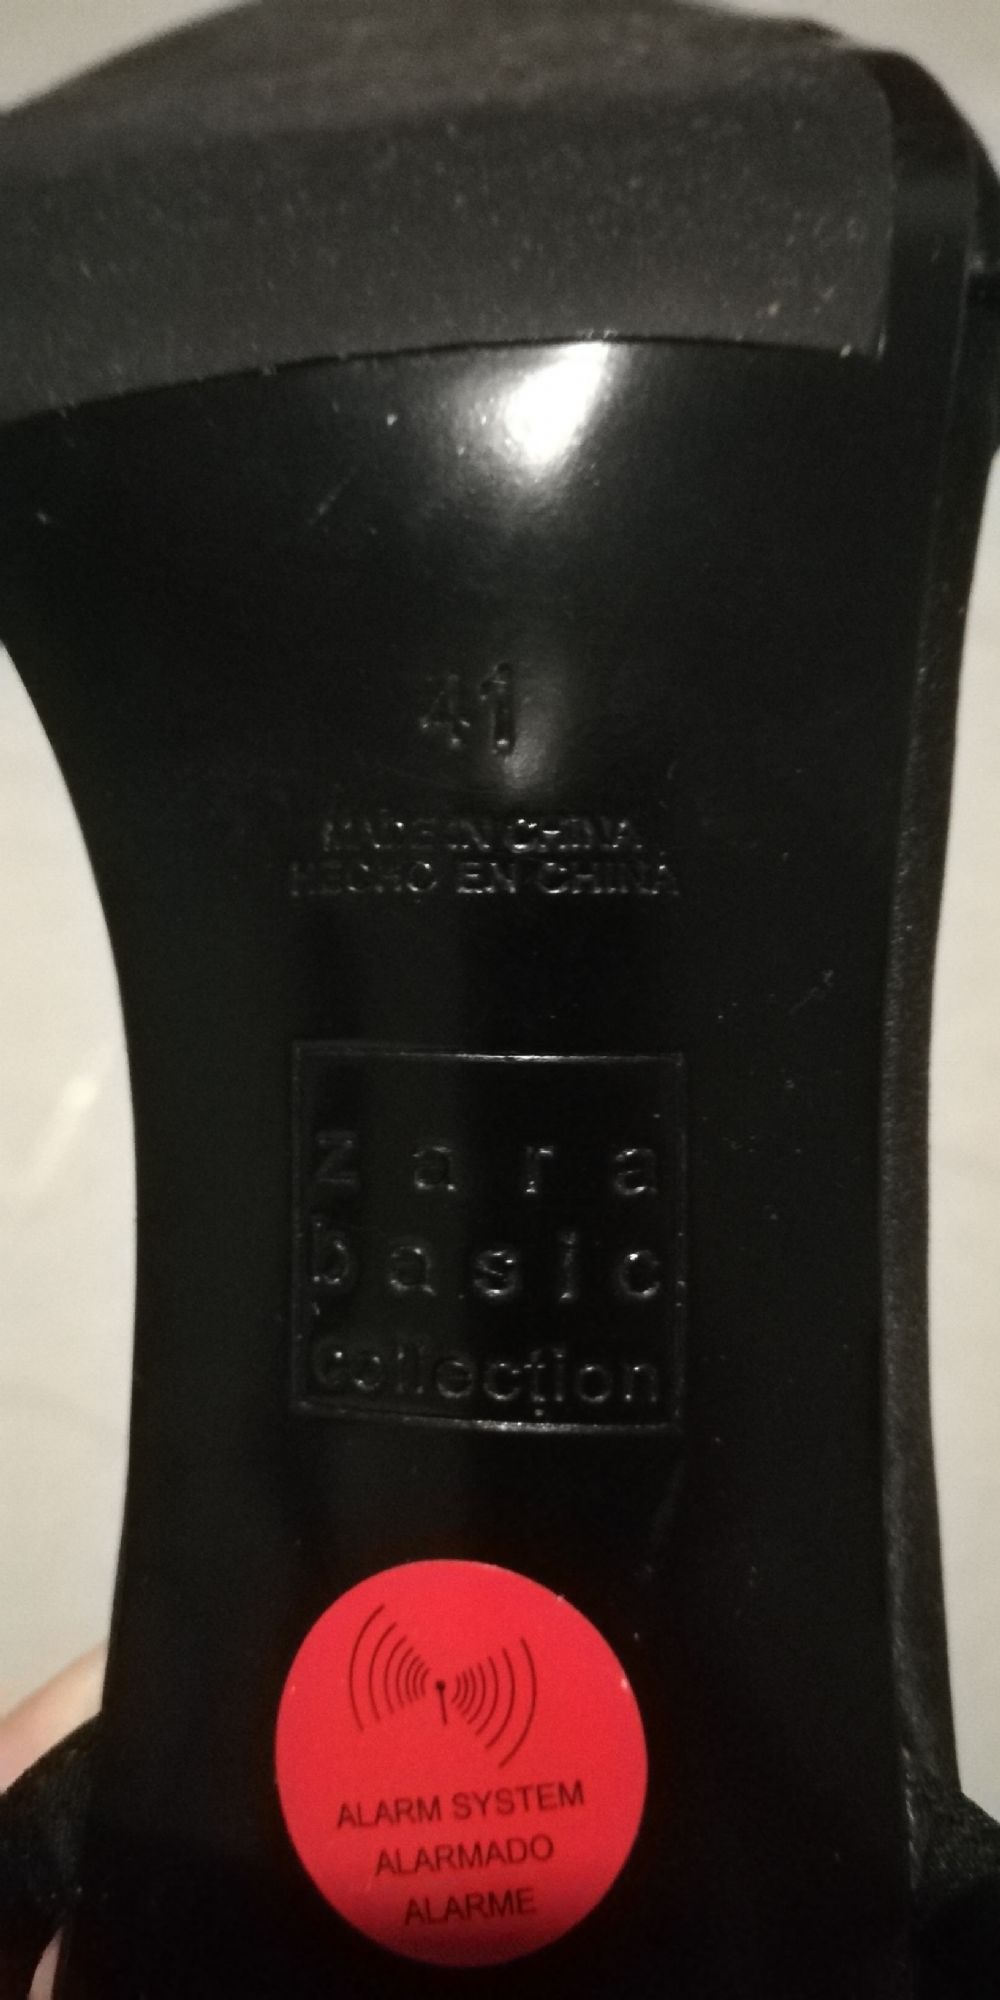 41
MADE IN CHINA
HECHO EN CHINA
zara
basic
collection
ALARM SYSTEM
ALARMADO
ALARME